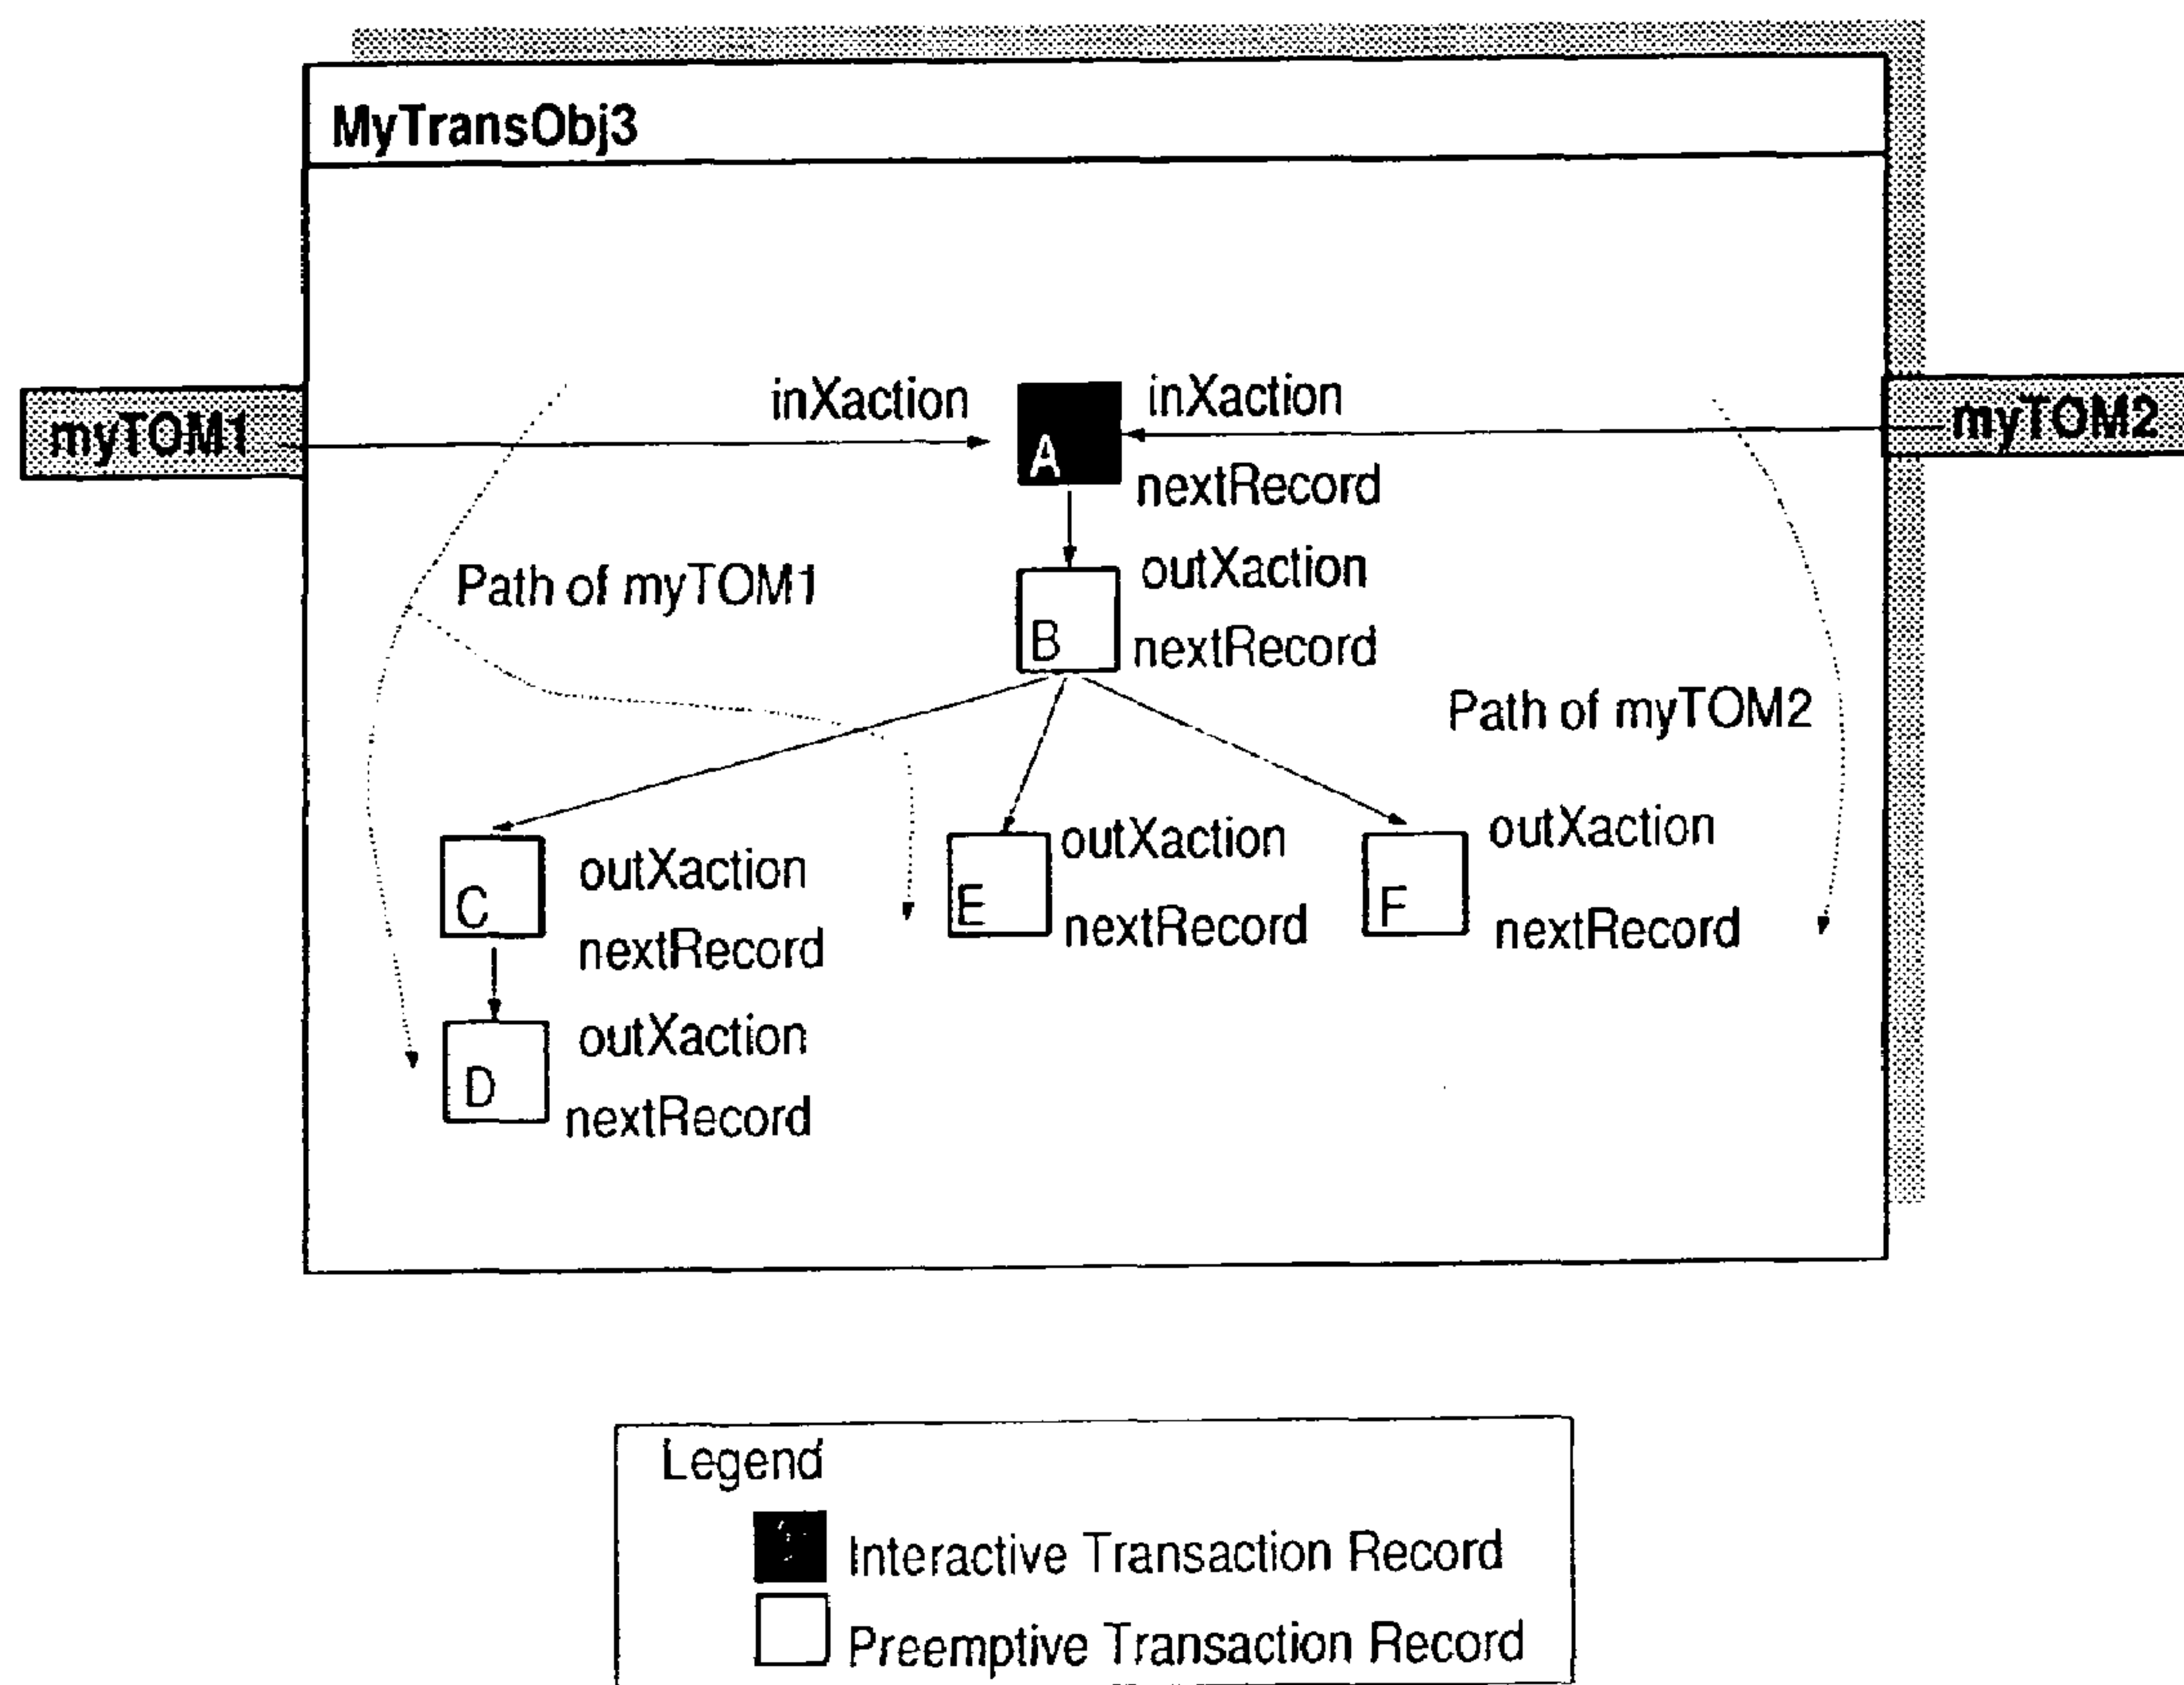 MyTransObj3
myTOM1
inXaction
A
inXaction
myTOM2
nextRecord
Path of myTOM1
outXaction
B
nextRecord
Path of myTOM2
C
outXaction
nextRecord
E
outXaction
nextRecord
F
outXaction
nextRecord
D
outXaction
nextRecord
Legend
Interactive Transaction Record
Preemptive Transaction Record